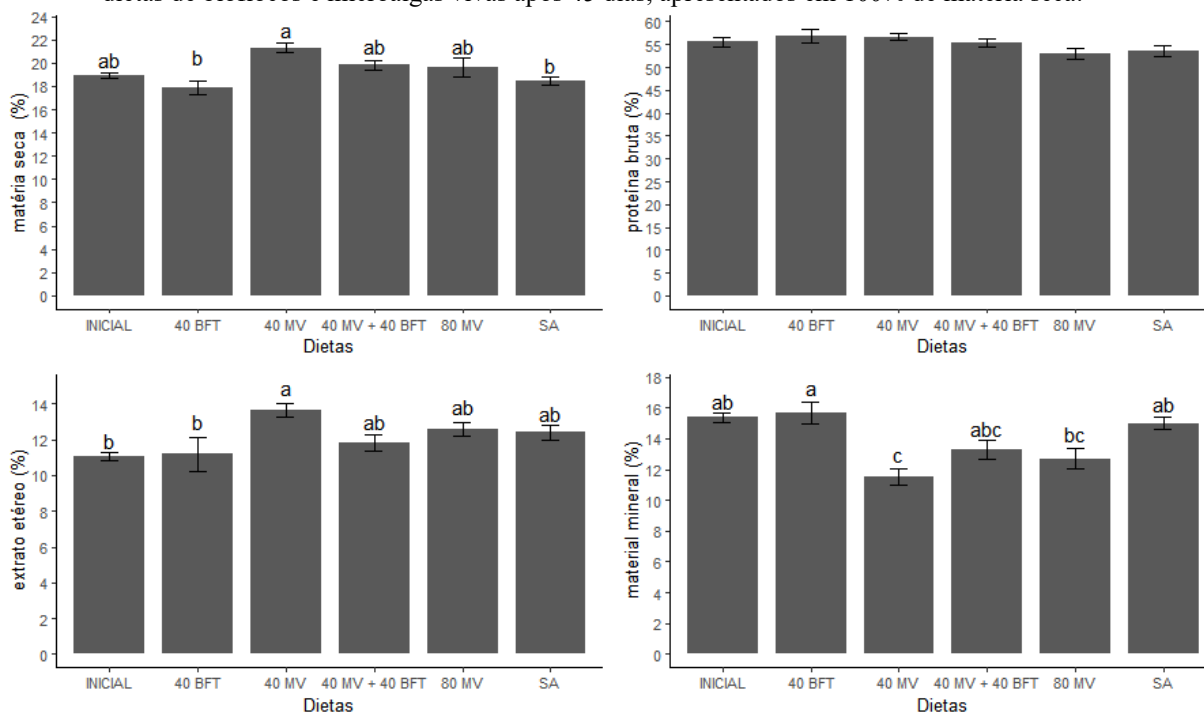 dietas de bioflocos e microalgas vivas após 45 dias, apresentados em 100% de matéria seca.
matéria seca (%)
24
22
20
18
16
14
12
10
8
6
4
2
0
ab b a ab ab b
INICIAL 40 BFT 40 MV 40 MV + 40 BFT 80 MV SA
Dietas
proteína bruta (%)
60
55
50
45
40
35
30
25
20
15
10
5
0
INICIAL 40 BFT 40 MV 40 MV + 40 BFT 80 MV SA
Dietas
extrato etéreo (%)
14
12
10
8
6
4
2
0
b b a ab ab ab
INICIAL 40 BFT 40 MV 40 MV + 40 BFT 80 MV SA
Dietas
material mineral (%)
18
16
14
12
10
8
6
4
2
0
ab a c abc bc ab
INICIAL 40 BFT 40 MV 40 MV + 40 BFT 80 MV SA
Dietas